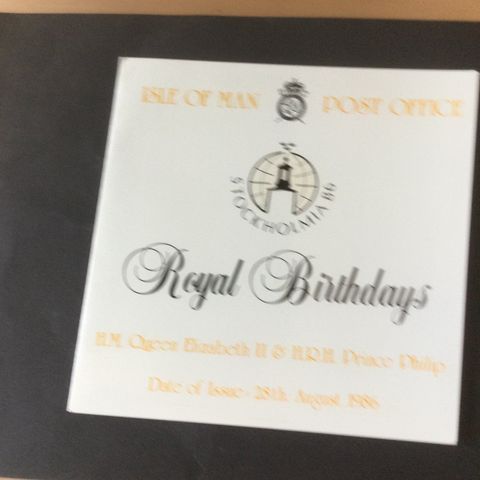 ISLE OF MAN POST OFFICE
STOCKHOLMIA 86
Royal Birthdays
H.M. Queen Elizabeth II & H.R.H. Prince Philip
Date of Issue - 28th. August 1986